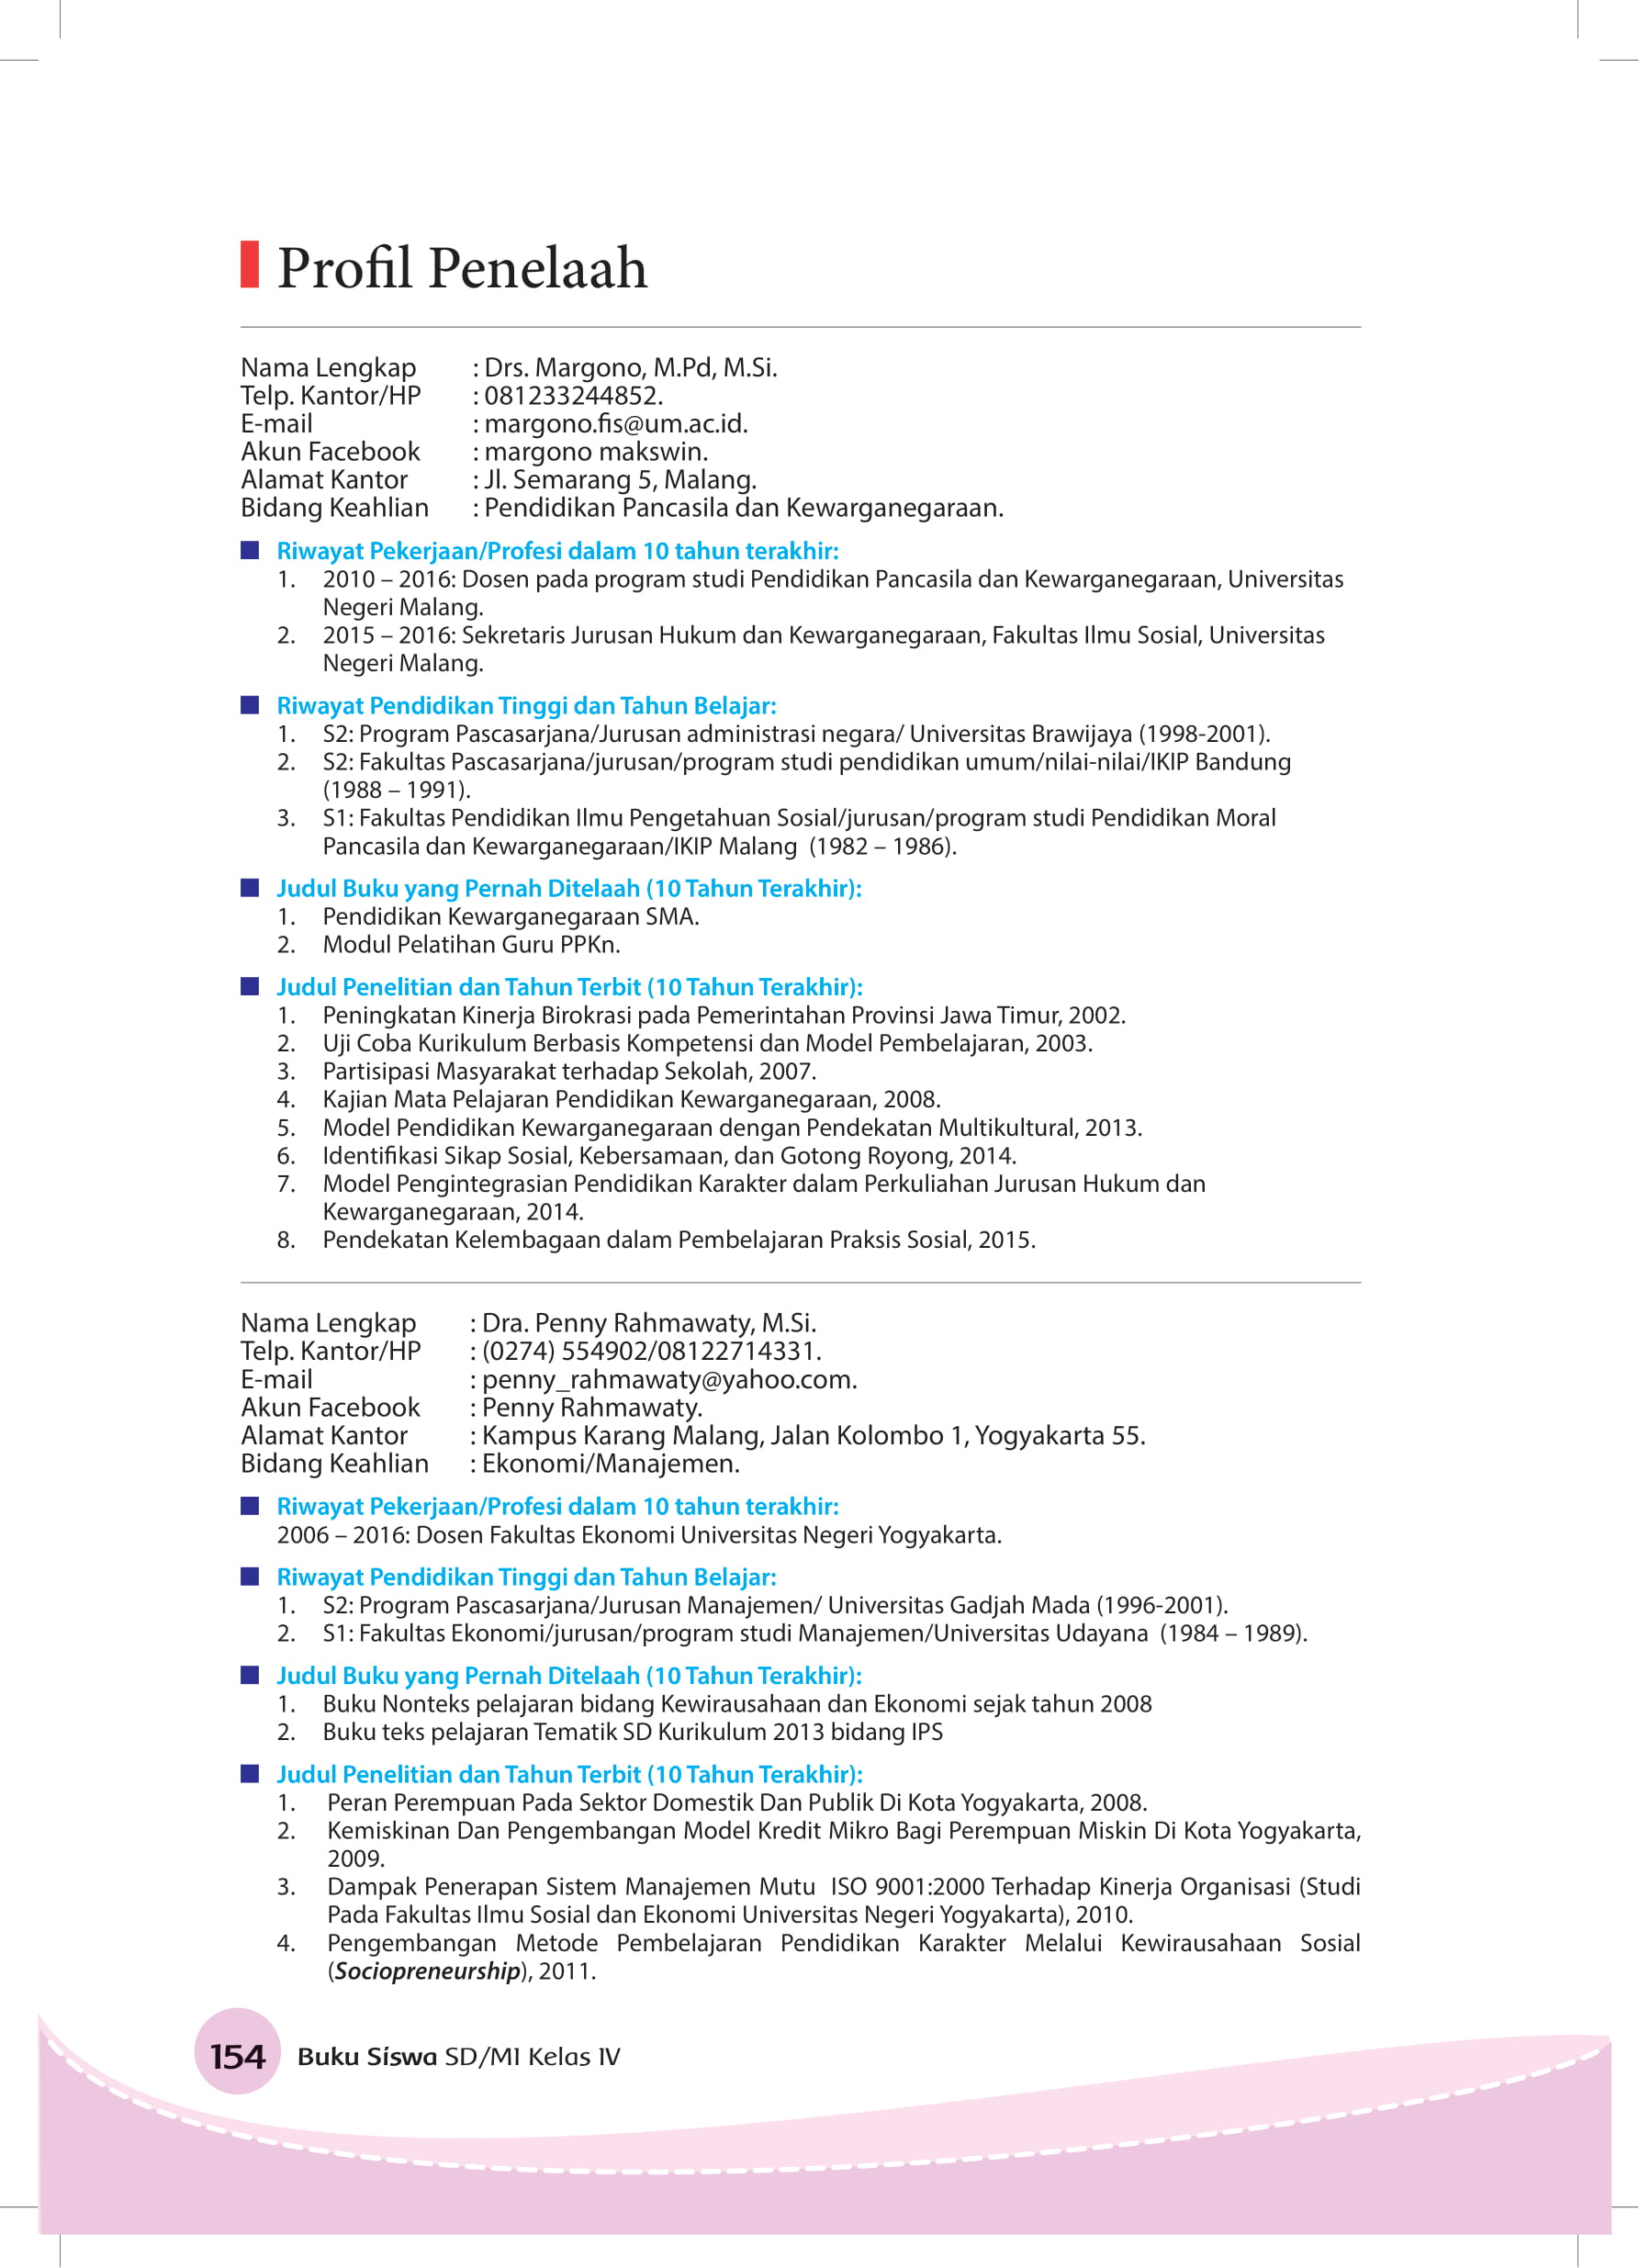 Profil Penelaah
Nama Lengkap : Drs. Margono, M.Pd, M.Si.
Telp. Kantor/HP : 081233244852.
E-mail : margono.fis@um.ac.id.
Akun Facebook : margono makswin.
Alamat Kantor : Jl. Semarang 5, Malang.
Bidang Keahlian : Pendidikan Pancasila dan Kewarganegaraan.
Riwayat Pekerjaan/Profesi dalam 10 tahun terakhir:
1. 2010 – 2016: Dosen pada program studi Pendidikan Pancasila dan Kewarganegaraan, Universitas
Negeri Malang.
2. 2015 – 2016: Sekretaris Jurusan Hukum dan Kewarganegaraan, Fakultas Ilmu Sosial, Universitas
Negeri Malang.
Riwayat Pendidikan Tinggi dan Tahun Belajar:
1. S2: Program Pascasarjana/Jurusan administrasi negara/ Universitas Brawijaya (1998-2001).
2. S2: Fakultas Pascasarjana/jurusan/program studi pendidikan umum/nilai-nilai/IKIP Bandung
(1988 – 1991).
3. S1: Fakultas Pendidikan Ilmu Pengetahuan Sosial/jurusan/program studi Pendidikan Moral
Pancasila dan Kewarganegaraan/IKIP Malang (1982 – 1986).
Judul Buku yang Pernah Ditelaah (10 Tahun Terakhir):
1. Pendidikan Kewarganegaraan SMA.
2. Modul Pelatihan Guru PPKn.
Judul Penelitian dan Tahun Terbit (10 Tahun Terakhir):
1. Peningkatan Kinerja Birokrasi pada Pemerintahan Provinsi Jawa Timur, 2002.
2. Uji Coba Kurikulum Berbasis Kompetensi dan Model Pembelajaran, 2003.
3. Partisipasi Masyarakat terhadap Sekolah, 2007.
4. Kajian Mata Pelajaran Pendidikan Kewarganegaraan, 2008.
5. Model Pendidikan Kewarganegaraan dengan Pendekatan Multikultural, 2013.
6. Identifikasi Sikap Sosial, Kebersamaan, dan Gotong Royong, 2014.
7. Model Pengintegrasian Pendidikan Karakter dalam Perkuliahan Jurusan Hukum dan
Kewarganegaraan, 2014.
8. Pendekatan Kelembagaan dalam Pembelajaran Praksis Sosial, 2015.
Nama Lengkap : Dra. Penny Rahmawaty, M.Si.
Telp. Kantor/HP : (0274) 554902/08122714331.
E-mail : penny_rahmawaty@yahoo.com.
Akun Facebook : Penny Rahmawaty.
Alamat Kantor : Kampus Karang Malang, Jalan Kolombo 1, Yogyakarta 55.
Bidang Keahlian : Ekonomi/Manajemen.
Riwayat Pekerjaan/Profesi dalam 10 tahun terakhir:
2006 – 2016: Dosen Fakultas Ekonomi Universitas Negeri Yogyakarta.
Riwayat Pendidikan Tinggi dan Tahun Belajar:
1. S2: Program Pascasarjana/Jurusan Manajemen/ Universitas Gadjah Mada (1996-2001).
2. S1: Fakultas Ekonomi/jurusan/program studi Manajemen/Universitas Udayana (1984 – 1989).
Judul Buku yang Pernah Ditelaah (10 Tahun Terakhir):
1. Buku Nonteks pelajaran bidang Kewirausahaan dan Ekonomi sejak tahun 2008
2. Buku teks pelajaran Tematik SD Kurikulum 2013 bidang IPS
Judul Penelitian dan Tahun Terbit (10 Tahun Terakhir):
1. Peran Perempuan Pada Sektor Domestik Dan Publik Di Kota Yogyakarta, 2008.
2. Kemiskinan Dan Pengembangan Model Kredit Mikro Bagi Perempuan Miskin Di Kota Yogyakarta,
2009.
3. Dampak Penerapan Sistem Manajemen Mutu ISO 9001:2000 Terhadap Kinerja Organisasi (Studi
Pada Fakultas Ilmu Sosial dan Ekonomi Universitas Negeri Yogyakarta), 2010.
4. Pengembangan Metode Pembelajaran Pendidikan Karakter Melalui Kewirausahaan Sosial
(Sociopreneurship), 2011.
154 Buku Siswa SD/MI Kelas IV